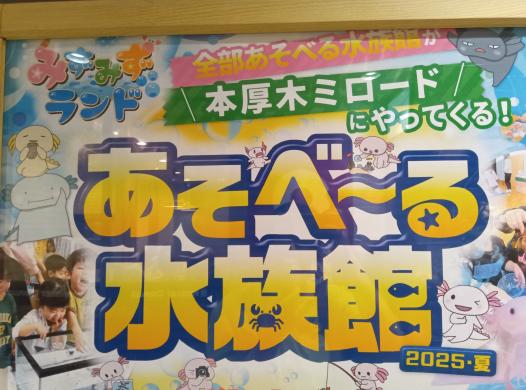 みずみず
ランド
全部あそべる水族館が
本厚木ミロード
にやってくる!
あそべ〜る
水族館
2025・夏